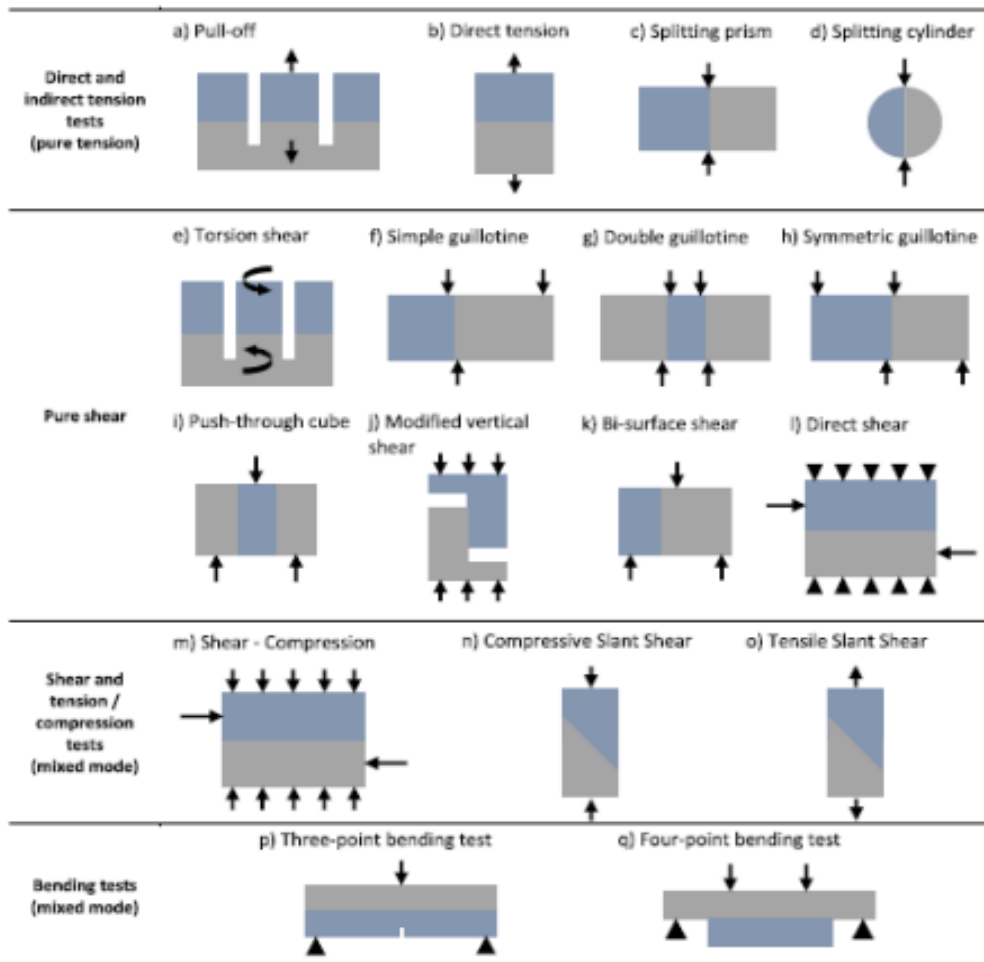 a) Pull-off
b) Direct tension
c) Splitting prism
d) Splitting cylinder
Direct and
indirect tension
tests
(pure tension)
e) Torsion shear
f) Simple guillotine
g) Double guillotine
h) Symmetric guillotine
Pure shear
i) Push-through cube
j) Modified vertical
shear
k) Bi-surface shear
l) Direct shear
m) Shear - Compression
n) Compressive Slant Shear
o) Tensile Slant Shear
Shear and
tension /
compression
tests
(mixed mode)
p) Three-point bending test
q) Four-point bending test
Bending tests
(mixed mode)